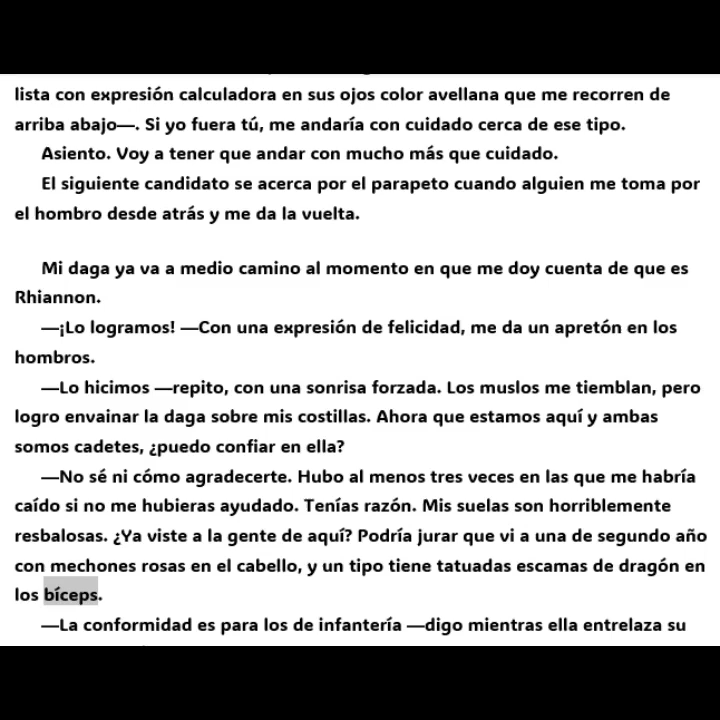 lista con expresión calculadora en sus ojos color avellana que me recorren de
arriba abajo—. Si yo fuera tú, me andaría con cuidado cerca de ese tipo.
Asiento. Voy a tener que andar con mucho más que cuidado.
El siguiente candidato se acerca por el parapeto cuando alguien me toma por
el hombro desde atrás y me da la vuelta.
Mi daga ya va a medio camino al momento en que me doy cuenta de que es
Rhiannon.
—¡Lo logramos! —Con una expresión de felicidad, me da un apretón en los
hombros.
—Lo hicimos —repito, con una sonrisa forzada. Los muslos me tiemblan, pero
logro envainar la daga sobre mis costillas. Ahora que estamos aquí y ambas
somos cadetes, ¿puedo confiar en ella?
—No sé ni cómo agradecerte. Hubo al menos tres veces en las que me habría
caído si no me hubieras ayudado. Tenías razón. Mis suelas son horriblemente
resbalosas. ¿Ya viste a la gente de aquí? Podría jurar que vi a una de segundo año
con mechones rosas en el cabello, y un tipo tiene tatuadas escamas de dragón en
los bíceps.
—La conformidad es para los de infantería —digo mientras ella entrelaza su